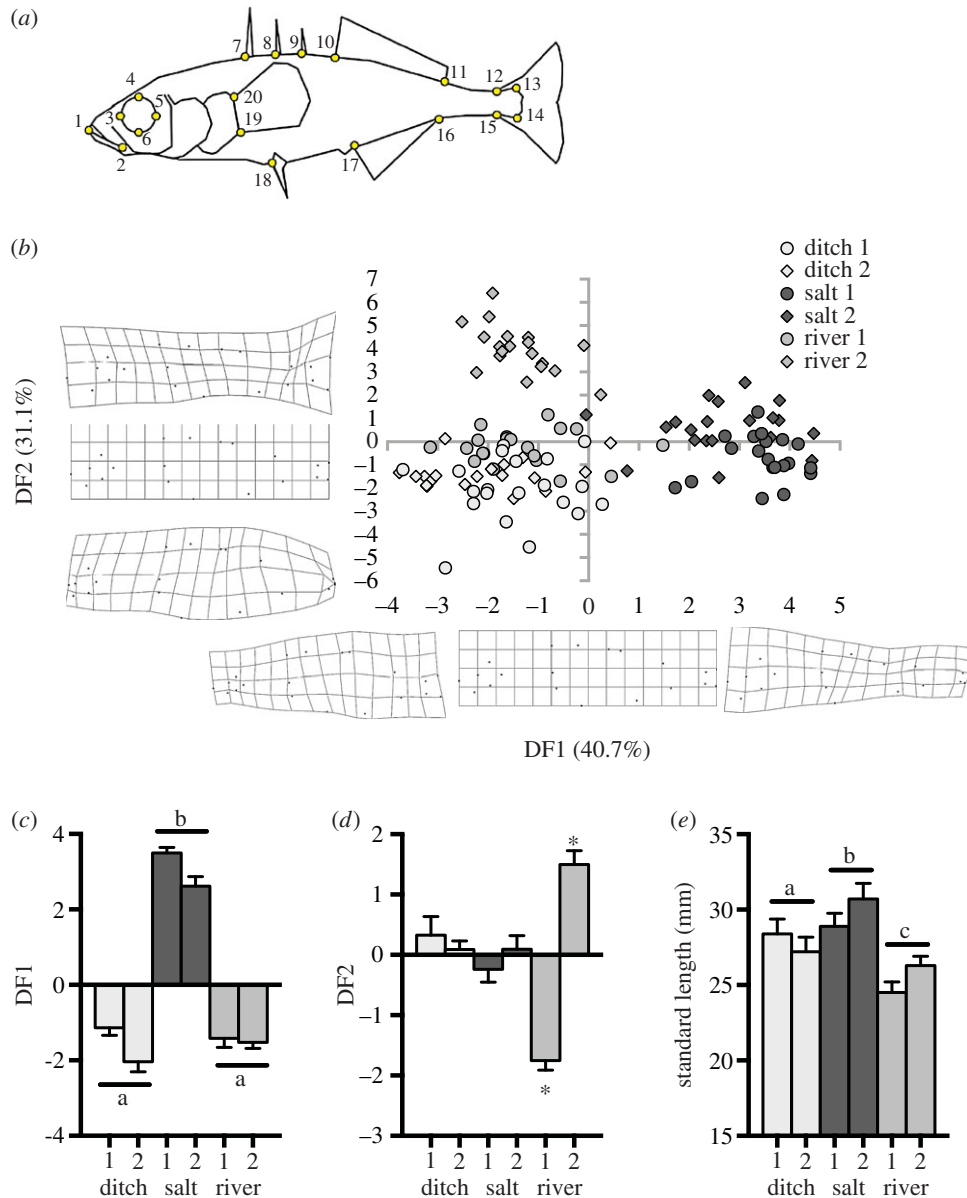 (a)
7 8 9 10
4 11 12 13
1 3 5 20
6 19 16 15 14
2 18 17
(b)
ditch 1
ditch 2
salt 1
salt 2
river 1
river 2
DF2 (31.1%)
7
6
5
4
3
2
1
0
–1
–2
–3
–4
–5
–6
–4 –3 –2 –1 0 1 2 3 4 5
DF1 (40.7%)
(c)
DF1
4
2
0
–2
-4
a
b
a
1 2 1 2 1 2
ditch salt river
(d)
DF2
2
1
0
–1
–2
–3
*
*
1 2 1 2 1 2
ditch salt river
(e)
standard length (mm)
35
30
25
20
15
a
b
c
1 2 1 2 1 2
ditch salt river